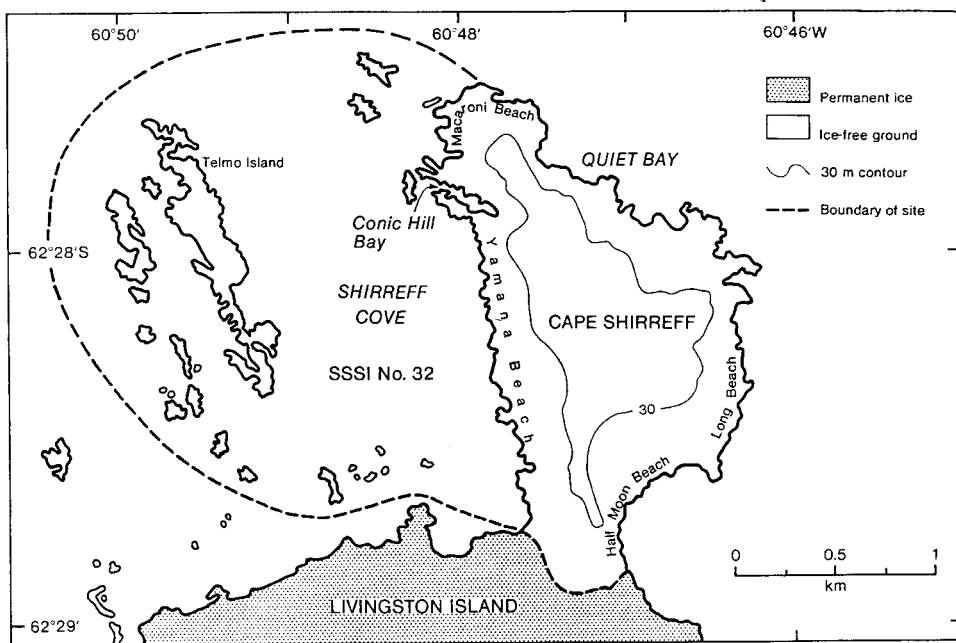 60°50'
60°48'
60°46'W
Permanent ice
Ice-free ground
30 m contour
Boundary of site
Macaroni Beach
QUIET BAY
Telmo Island
Conic Hill
Bay
62°28'S
Yamana Beach
SHIRREFF
COVE
CAPE SHIRREFF
SSSI No. 32
30
Long Beach
Half Moon Beach
0 0.5 1
km
LIVINGSTON ISLAND
62°29'